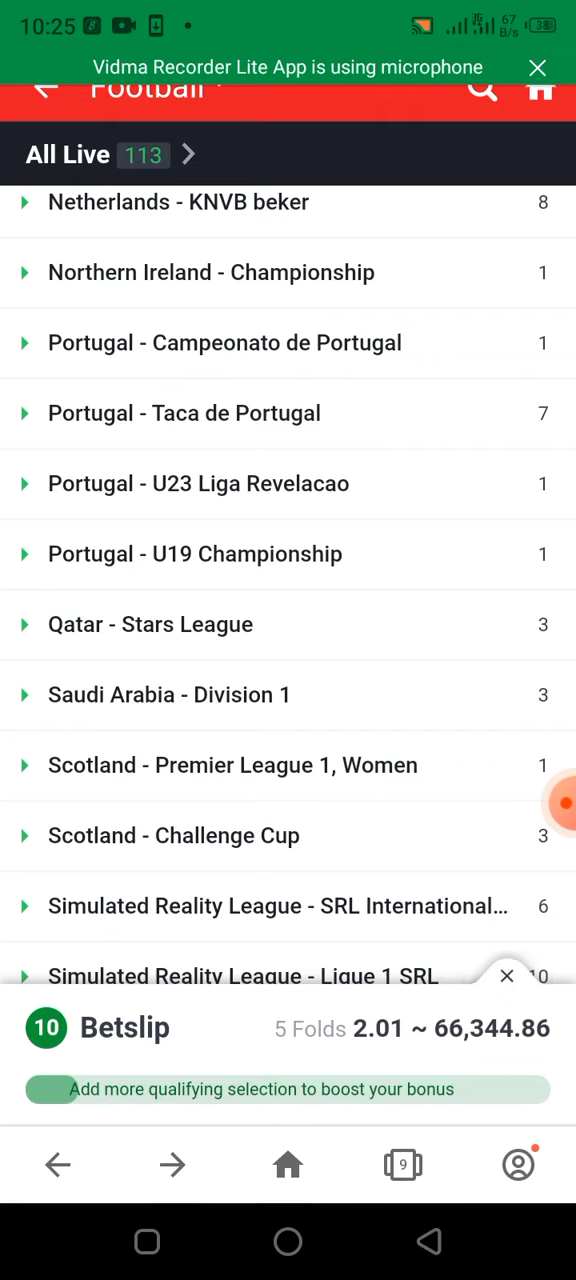 10:25 67 B/s 38
Vidma Recorder Lite App is using microphone
Football
All Live 113
Netherlands - KNVB beker 8
Northern Ireland - Championship 1
Portugal - Campeonato de Portugal 1
Portugal - Taca de Portugal 7
Portugal - U23 Liga Revelacao 1
Portugal - U19 Championship 1
Qatar - Stars League 3
Saudi Arabia - Division 1 3
Scotland - Premier League 1, Women 1
Scotland - Challenge Cup 3
Simulated Reality League - SRL International... 6
Simulated Reality League - Ligue 1 SRL 10
10 Betslip 5 Folds 2.01 ~ 66,344.86
Add more qualifying selection to boost your bonus
9